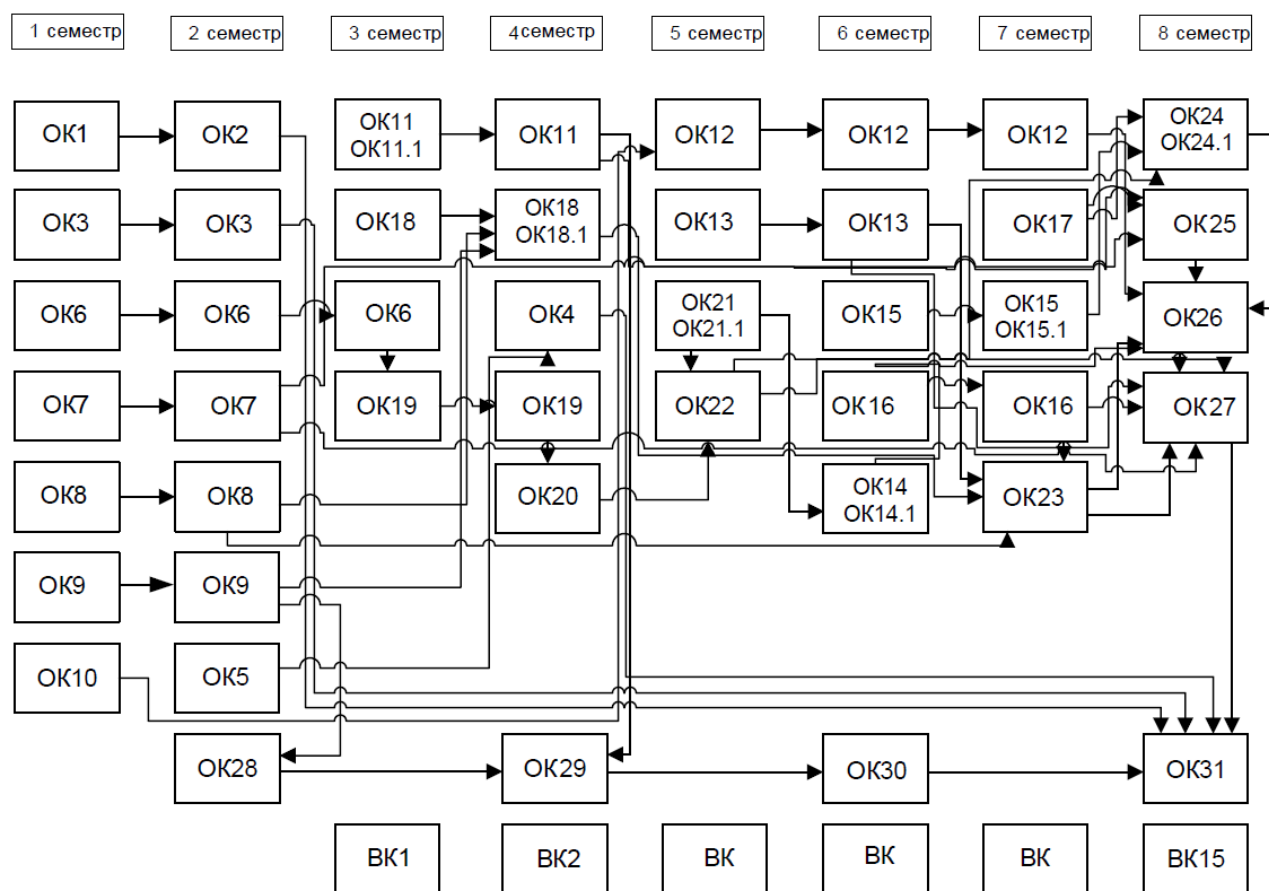 1 семестр
2 семестр
3 семестр
4 семестр
5 семестр
6 семестр
7 семестр
8 семестр
ОК1
ОК2
ОК11
ОК11.1
ОК11
ОК12
ОК12
ОК12
ОК24
ОК24.1
ОК3
ОК3
ОК18
ОК18
ОК18.1
ОК13
ОК13
ОК17
ОК25
ОК6
ОК6
ОК6
ОК4
ОК21
ОК21.1
ОК15
ОК15
ОК15.1
ОК26
ОК7
ОК7
ОК19
ОК19
ОК22
ОК16
ОК16
ОК27
ОК8
ОК8
ОК20
ОК14
ОК14.1
ОК23
ОК9
ОК9
ОК10
ОК5
ОК28
ОК29
ОК30
ОК31
ВК1
ВК2
ВК
ВК
ВК
ВК15